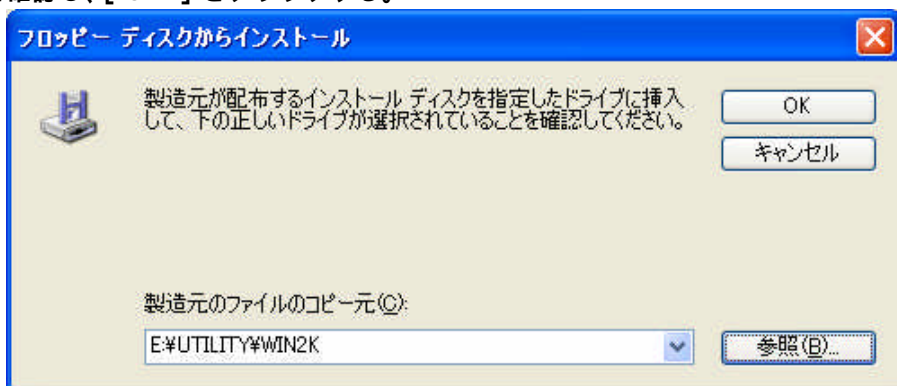 フロッピー ディスクからインストール
製造元が配布するインストール ディスクを指定したドライブに挿入
して、下の正しいドライブが選択されていることを確認してください。
OK
キャンセル
製造元のファイルのコピー元(C):
E:¥UTILITY¥WIN2K
参照(B)...